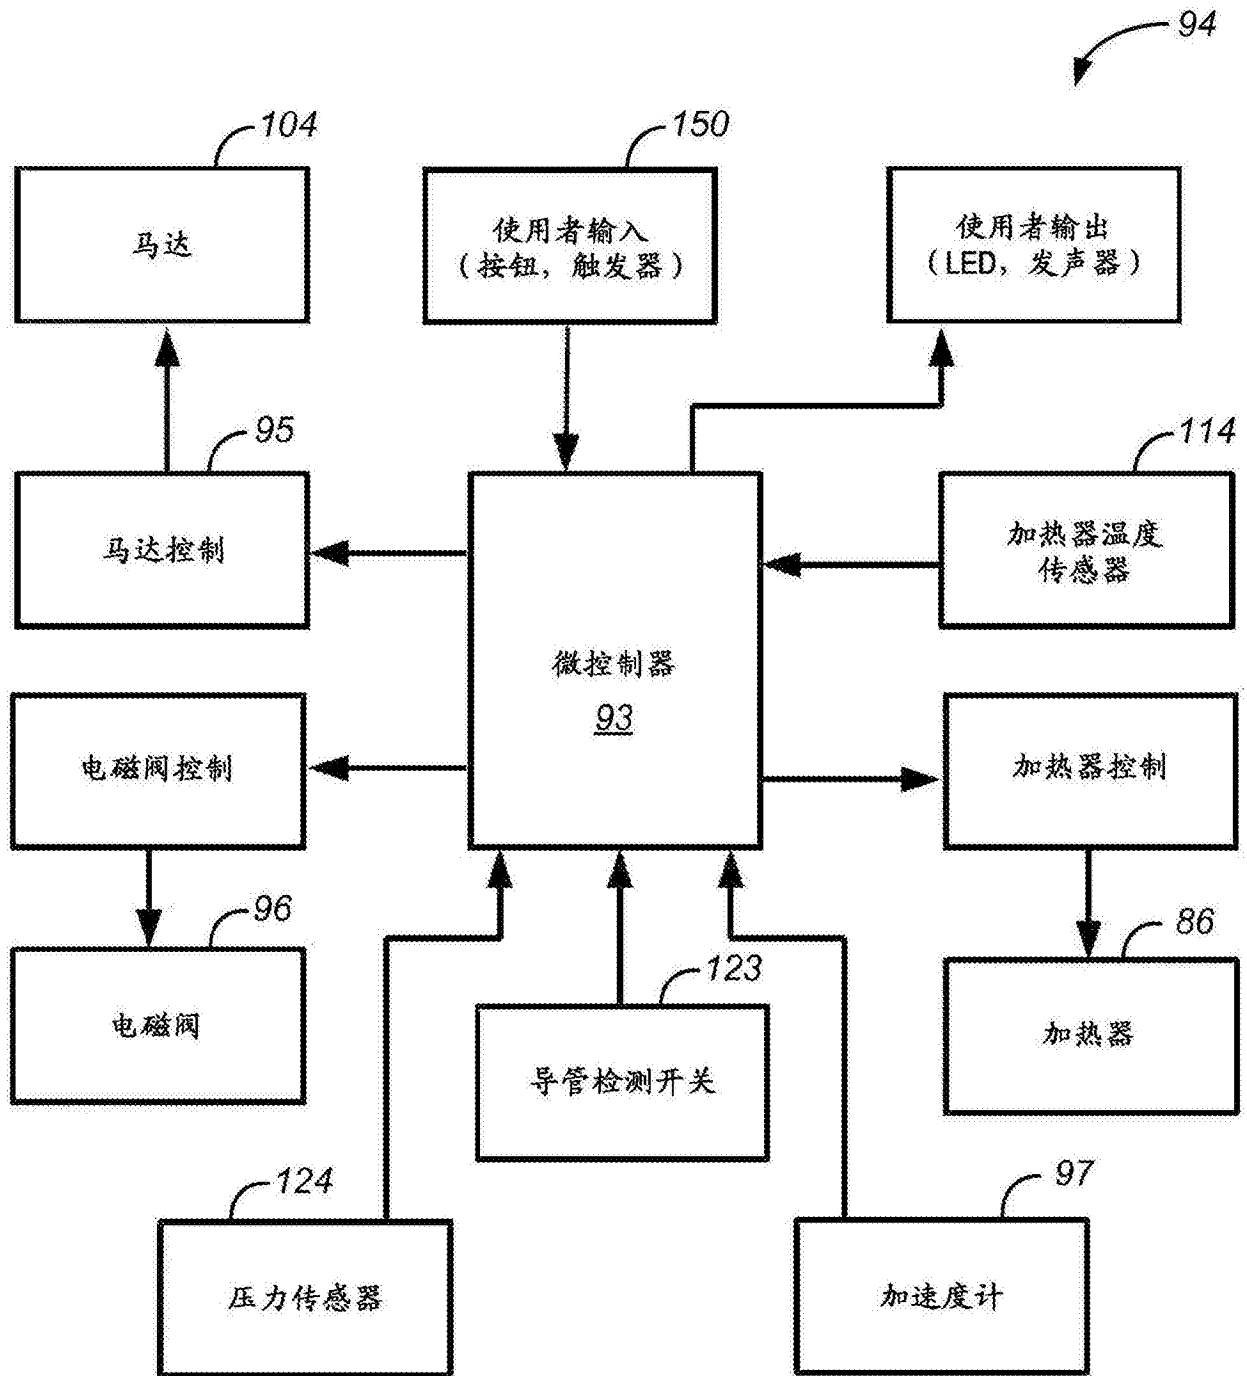 94
104
150
马达
使用者输入
（按钮，触发器）
使用者输出
（LED，发声器）
95
114
马达控制
加热器温度
传感器
微控制器
93
电磁阀控制
加热器控制
96
86
123
电磁阀
加热器
导管检测开关
124
97
压力传感器
加速度计